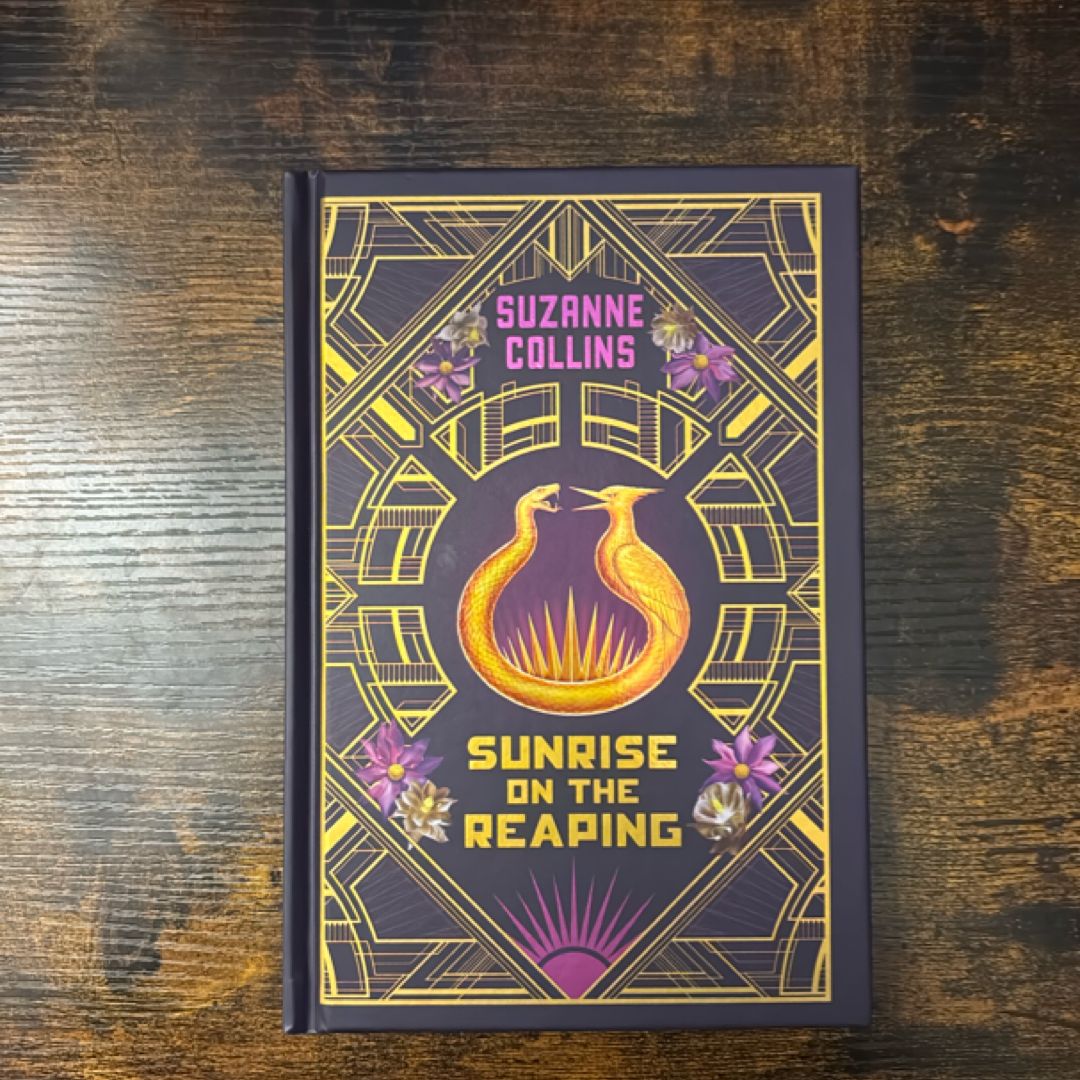 SUZANNE
COLLINS
SUNRISE
ON THE
REAPING